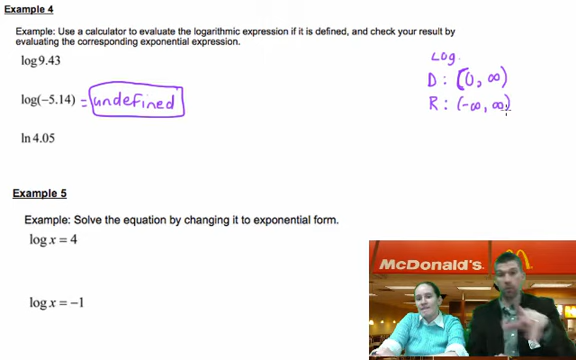 Example 4
Example: Use a calculator to evaluate the logarithmic expression if it is defined, and check your result by
evaluating the corresponding exponential expression.
log 9.43
log(−5.14) = undefined
ln 4.05
Log
D: [0, ∞)
R: (-∞, ∞)
Example 5
Example: Solve the equation by changing it to exponential form.
log x = 4
log x = −1
McDonald's